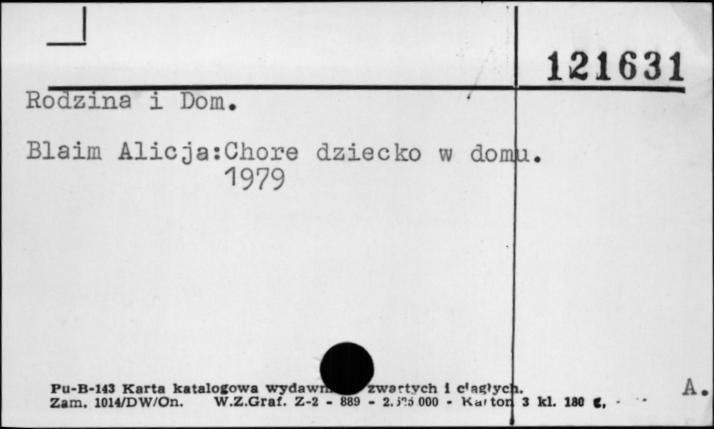 121631
Rodzina i Dom.
Blaim Alicja:Chore dziecko w domu.
1979
A.
Pu-B-143 Karta katalogowa zwartych i ciągłych.
Zam. 1014/DW/On. W.Z.Graf. Z-2 - 889 - - Karton 3 kl. 180 g.